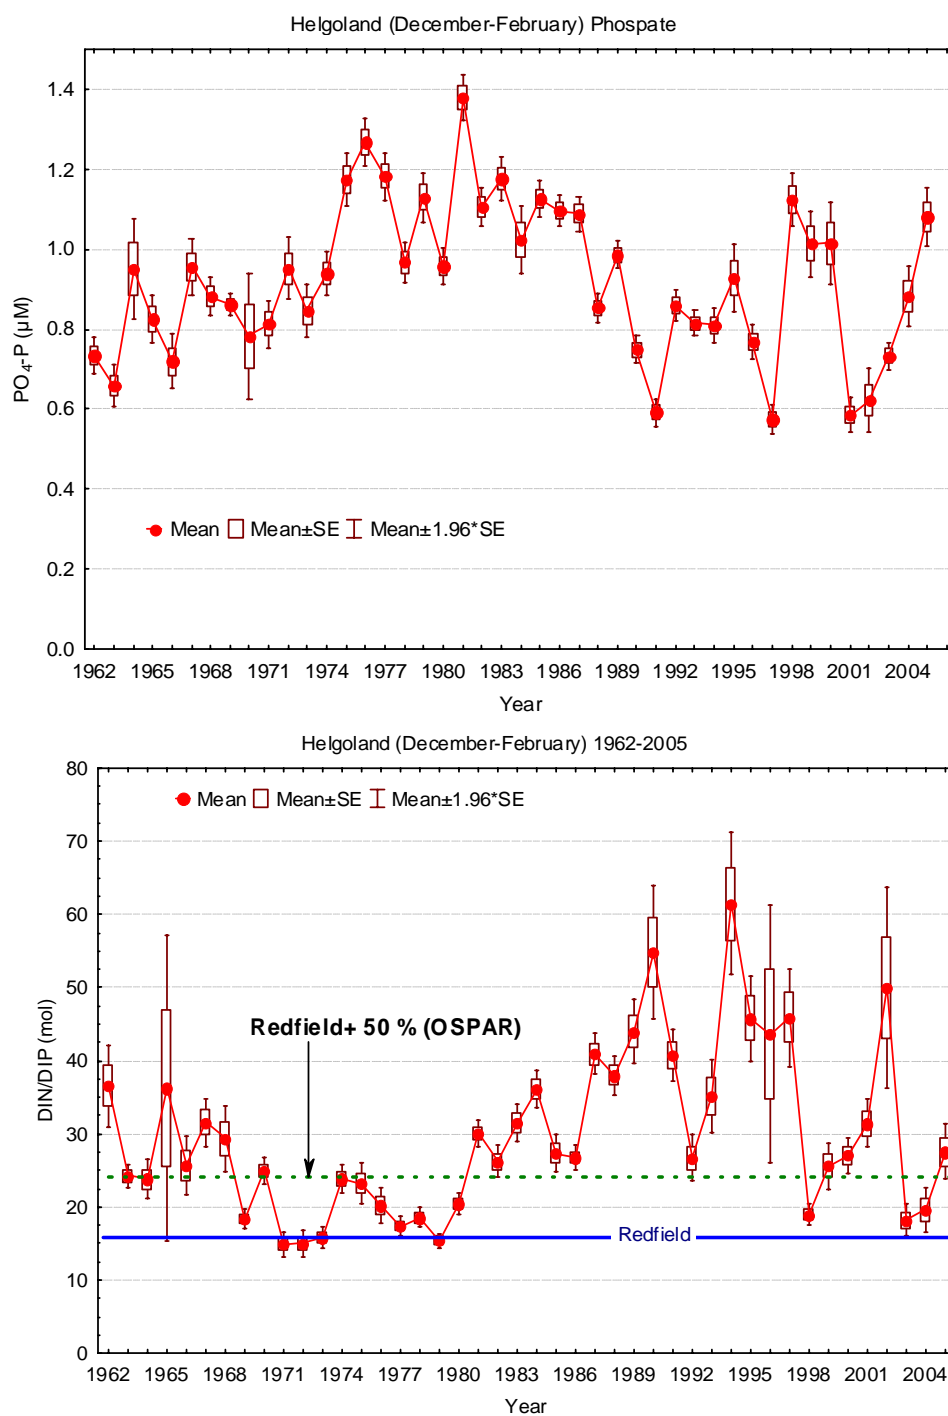 Helgoland (December-February) Phospate
1.4
1.2
1.0
0.8
0.6
0.4
0.2
0.0
PO4-P (µM)
Mean Mean±SE Mean±1.96*SE
1962 1965 1968 1971 1974 1977 1980 1983 1986 1989 1992 1995 1998 2001 2004
Year
Helgoland (December-February) 1962-2005
80
70
60
50
40
30
20
10
0
DIN/DIP (mol)
Mean Mean±SE Mean±1.96*SE
Redfield+ 50 % (OSPAR)
Redfield
1962 1965 1968 1971 1974 1977 1980 1983 1986 1989 1992 1995 1998 2001 2004
Year